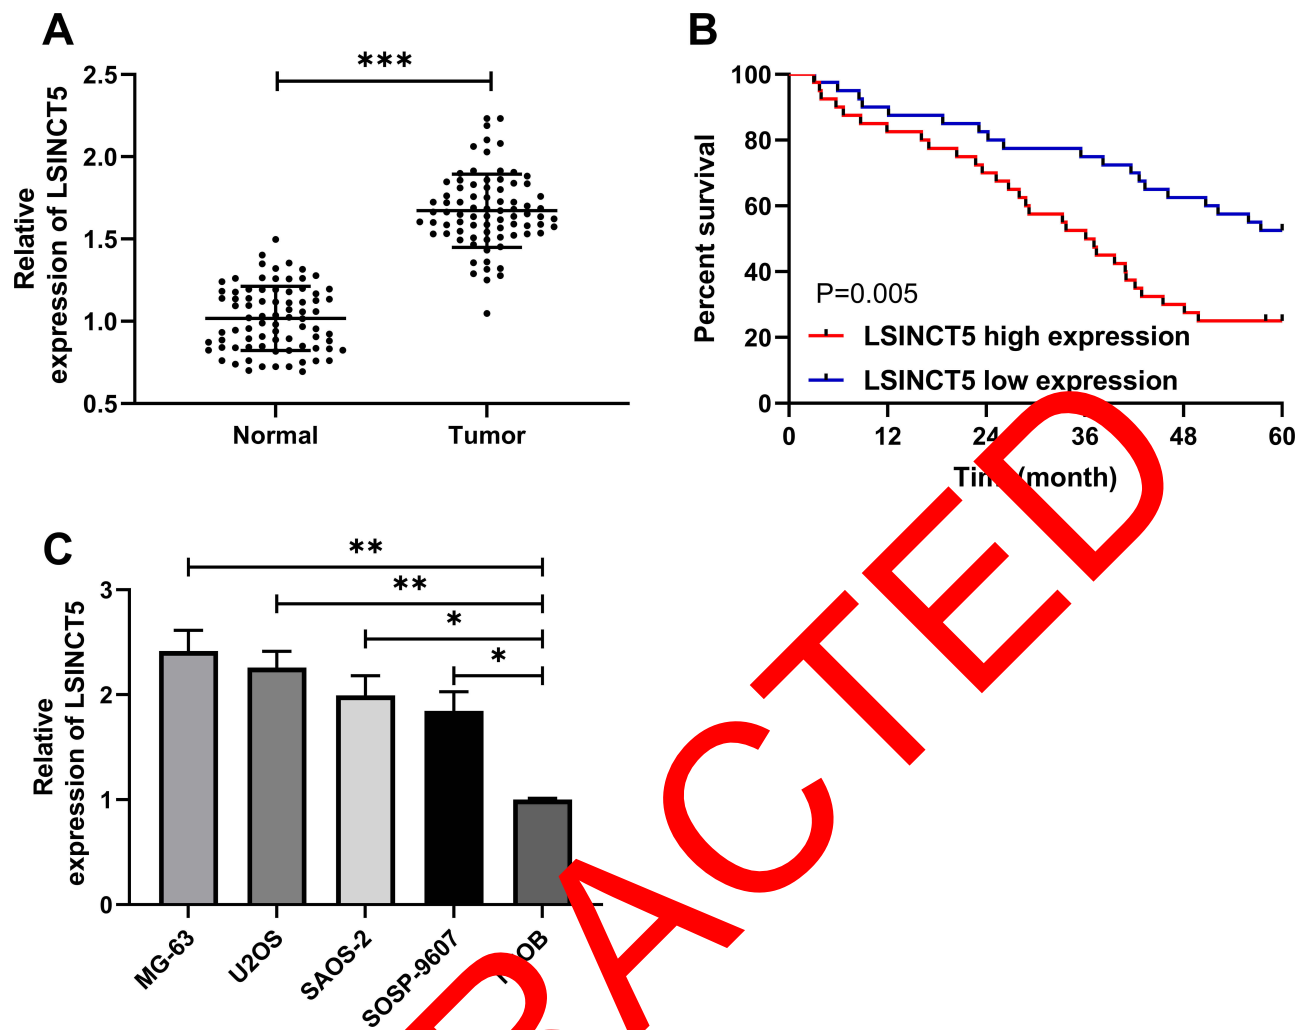 A
Relative
expression of LSINCT5
2.5
2.0
1.5
1.0
0.5
***
Normal
Tumor
B
Percent survival
100
80
60
40
20
0
P=0.005
LSINCT5 high expression
LSINCT5 low expression
0
12
24
36
48
60
(month)
C
Relative
expression of LSINCT5
3
2
1
0
**
**
*
*
MG-63
U2OS
SAOS-2
SOSP-9607